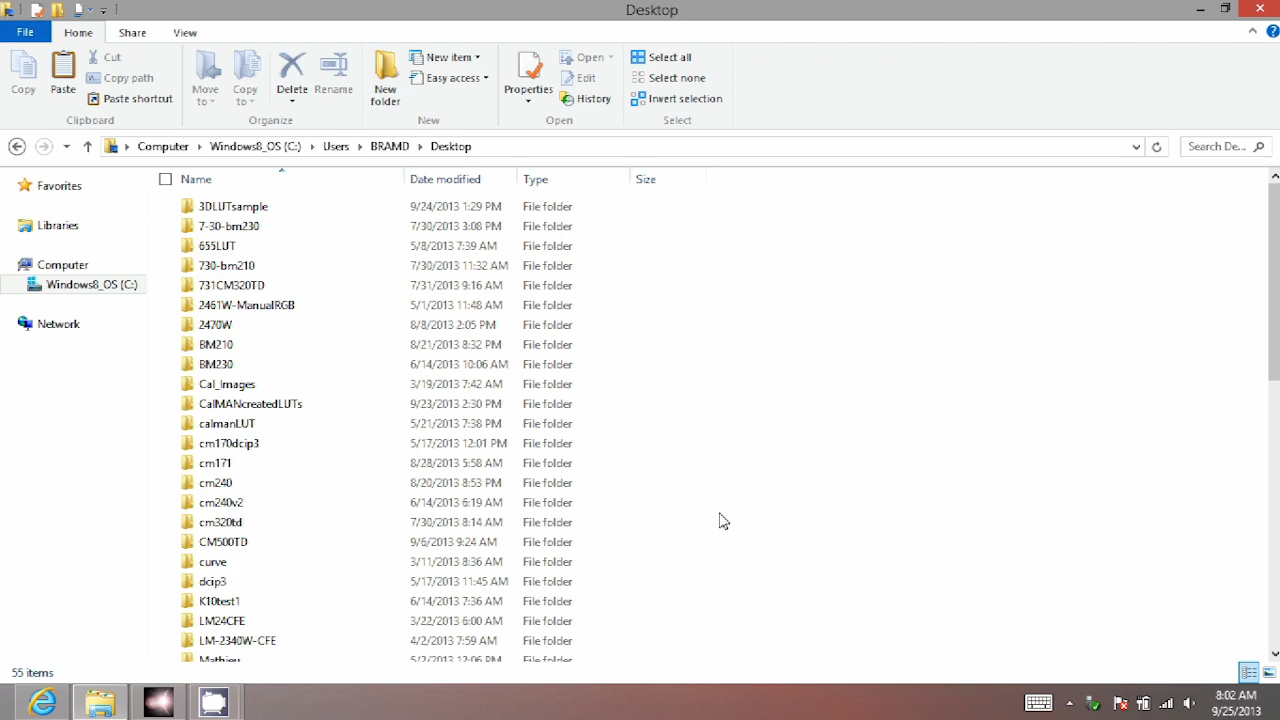 Desktop
File Home Share View
Copy
Paste
Cut
Copy path
Paste shortcut
Clipboard
Move to
Copy to
Delete
Rename
Organize
New folder
New item
Easy access
New
Properties
Open
Edit
History
Open
Select all
Select none
Invert selection
Select
Computer Windows8_OS (C:) Users BRAMD Desktop
Search De...
Favorites
Libraries
Computer
Windows8_OS (C:)
Network
Name Date modified Type Size
3DLUTsample 9/24/2013 1:29 PM File folder
7-30-bm230 7/30/2013 3:08 PM File folder
655LUT 5/8/2013 7:39 AM File folder
730-bm210 7/30/2013 11:32 AM File folder
731CM320TD 7/31/2013 9:16 AM File folder
2461W-ManualRGB 5/1/2013 11:48 AM File folder
2470W 8/8/2013 2:05 PM File folder
BM210 8/21/2013 8:32 PM File folder
BM230 6/14/2013 10:06 AM File folder
Cal_Images 3/19/2013 7:42 AM File folder
CalMANcreatedLUTs 9/23/2013 2:30 PM File folder
calmanLUT 5/21/2013 7:38 PM File folder
cm170dcip3 5/17/2013 12:01 PM File folder
cm171 8/28/2013 5:58 AM File folder
cm240 8/20/2013 8:53 PM File folder
cm240v2 6/14/2013 6:19 AM File folder
cm320td 7/30/2013 8:14 AM File folder
CM500TD 9/6/2013 9:24 AM File folder
curve 3/11/2013 8:36 AM File folder
dcip3 5/17/2013 11:45 AM File folder
K10test1 6/14/2013 7:36 AM File folder
LM24CFE 3/22/2013 6:00 AM File folder
LM-2340W-CFE 4/2/2013 7:59 AM File folder
Mathieu 5/2/2013 12:06 PM File folder
55 items
8:02 AM
9/25/2013